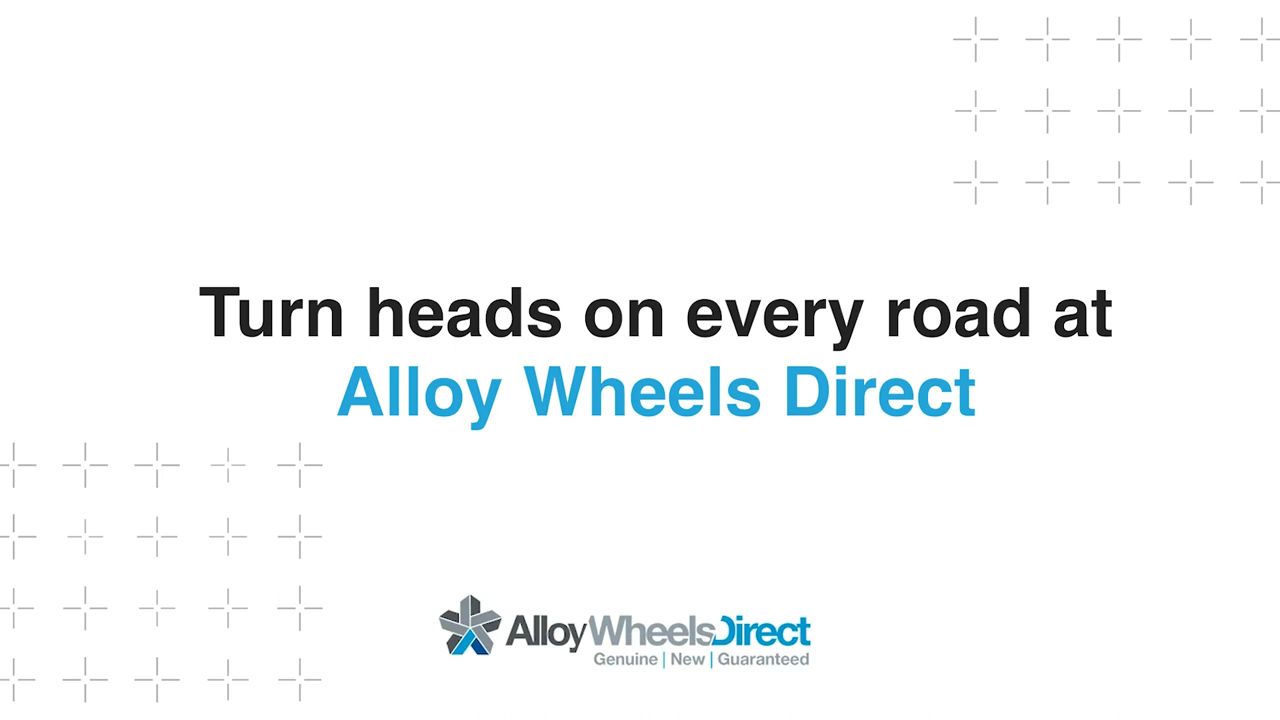 Turn heads on every road at
Alloy Wheels Direct
AlloyWheelsDirect
Genuine | New | Guaranteed